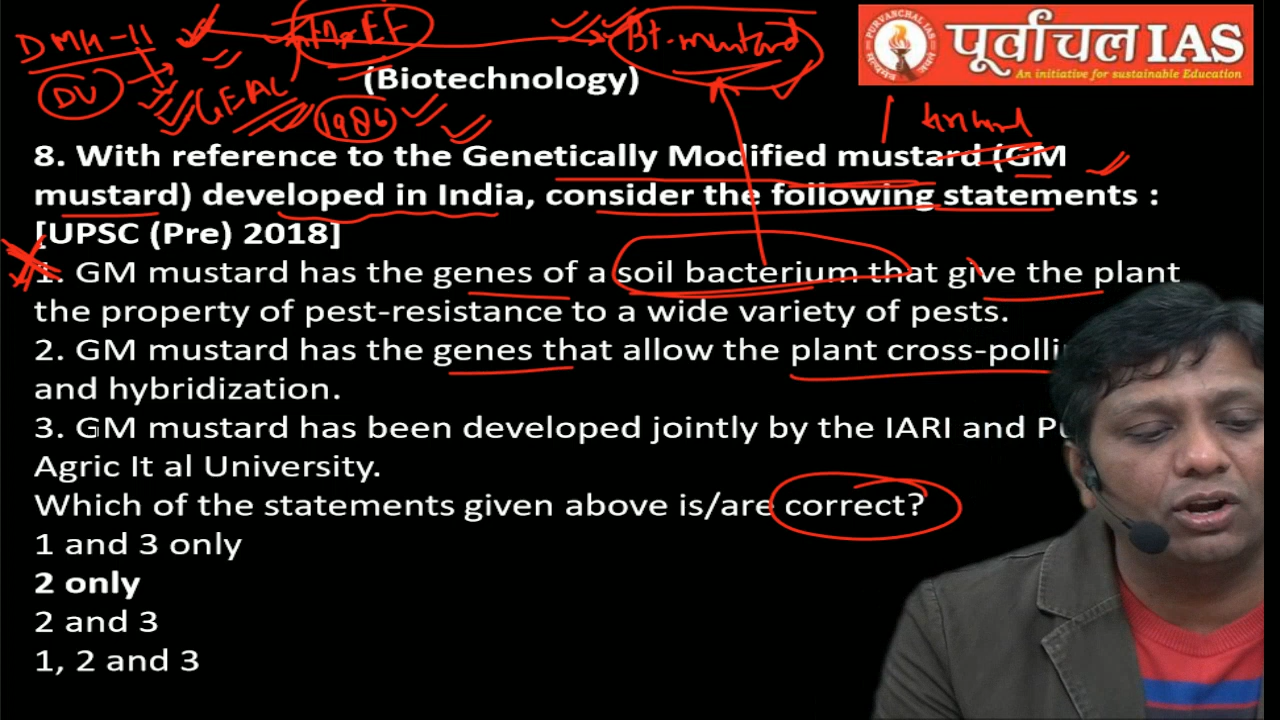 DMH-11
DU
GEAC
1986
Bt. mustard
PURVANCHAL IAS
पूर्वांचल IAS
An initiative for sustainable Education
(Biotechnology)
8. With reference to the Genetically Modified mustard (GM
mustard) developed in India, consider the following statements :
[UPSC (Pre) 2018]
1. GM mustard has the genes of a soil bacterium that give the plant
the property of pest-resistance to a wide variety of pests.
2. GM mustard has the genes that allow the plant cross-polli
and hybridization.
3. GM mustard has been developed jointly by the IARI and Pu
Agric It al University.
Which of the statements given above is/are correct?
1 and 3 only
2 only
2 and 3
1, 2 and 3